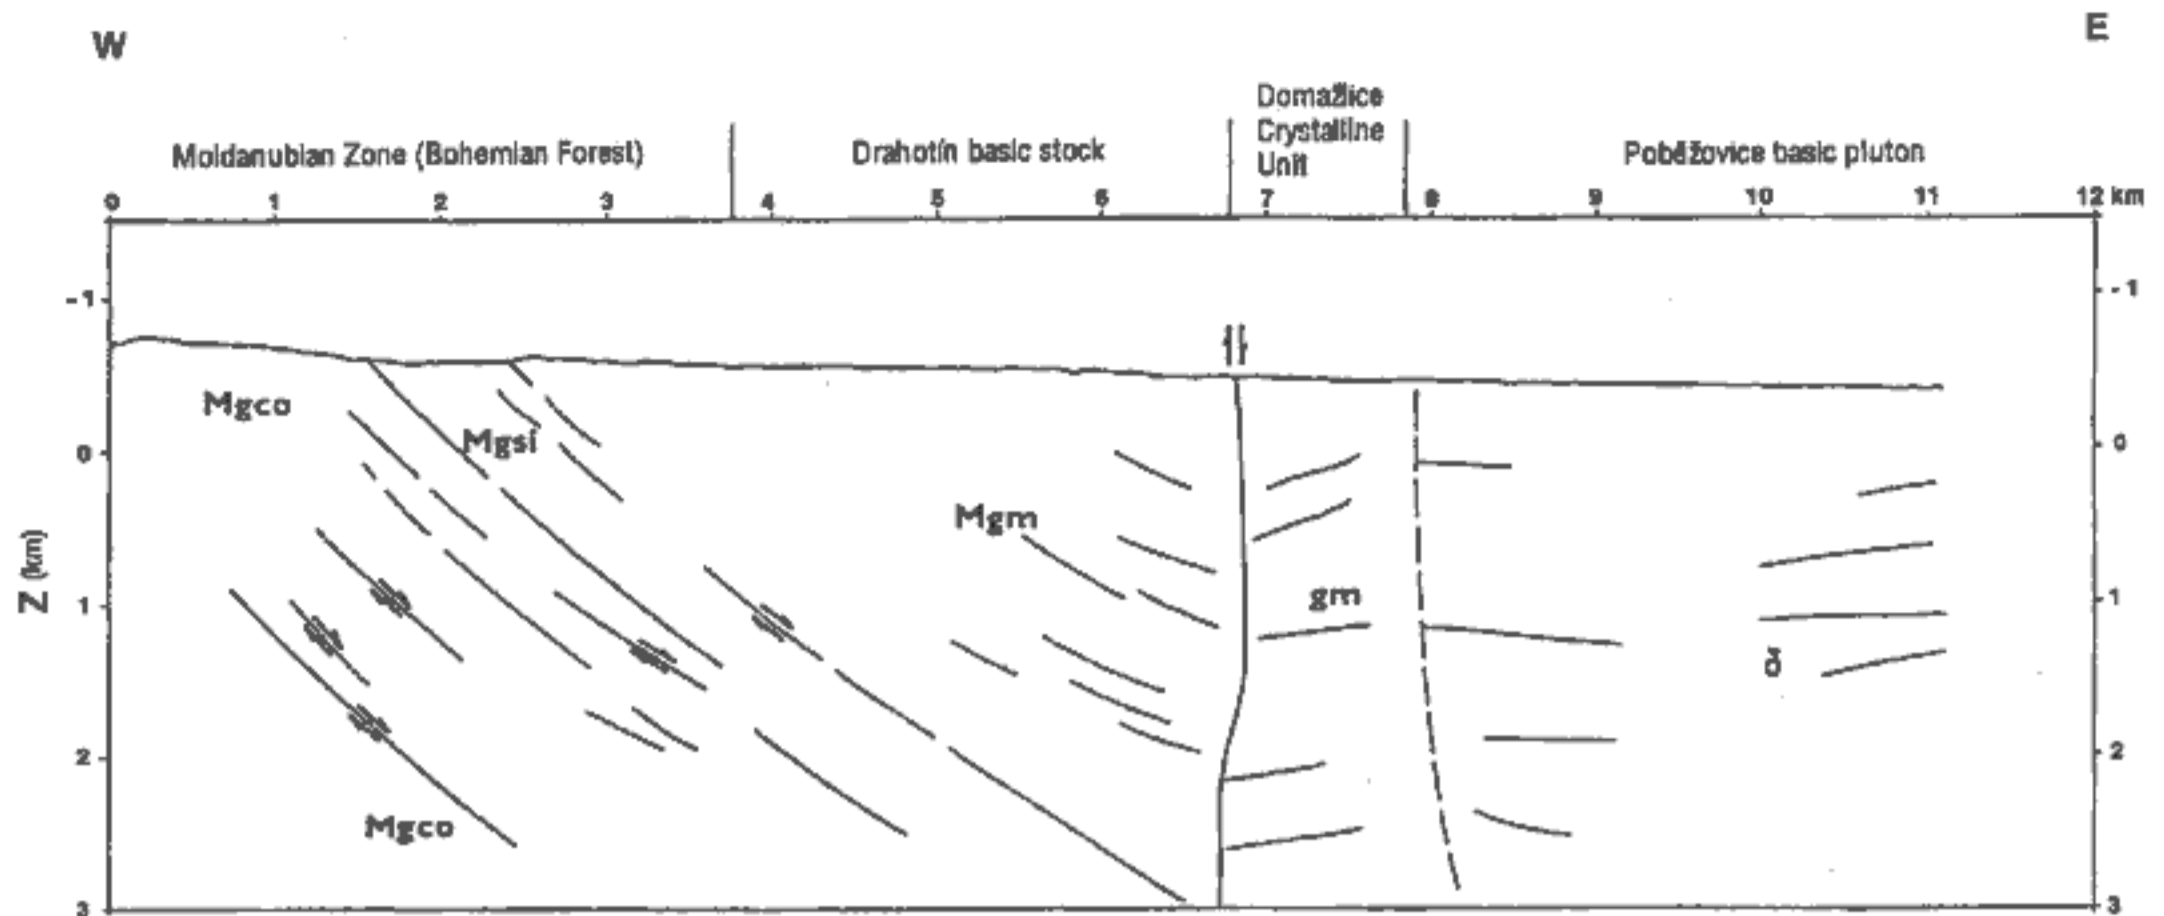 W
E
Domažlice
Crystalline
Unit
Moldanubian Zone (Bohemian Forest)
Drahotín basic stock
Poběžovice basic pluton
0 1 2 3 4 5 6 7 8 9 10 11 12 km
-1
-1
Mgco
Mgsi
0
0
Mgm
gm
Z (km)
1
1
δ
2
2
Mgco
3
3